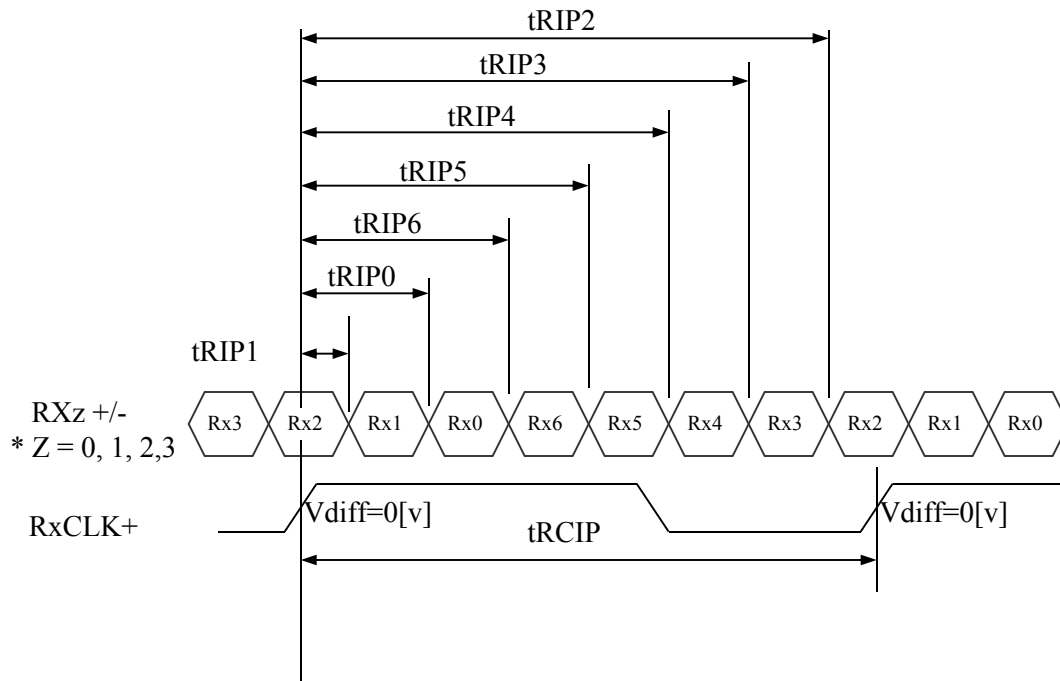 tRIP2
tRIP3
tRIP4
tRIP5
tRIP6
tRIP0
tRIP1
RXz +/-
* Z = 0, 1, 2,3
Rx3 Rx2 Rx1 Rx0 Rx6 Rx5 Rx4 Rx3 Rx2 Rx1 Rx0
RxCLK+
Vdiff=0[v] Vdiff=0[v]
tRCIP